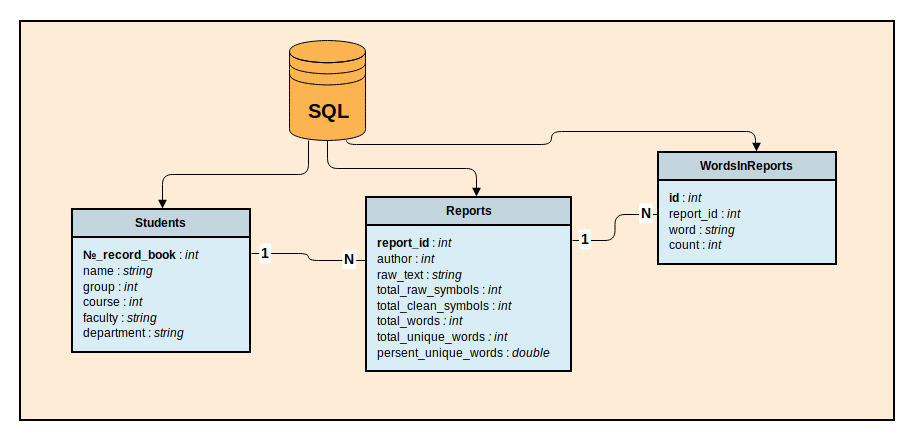 SQL
Students
№_record_book : int
name : string
group : int
course : int
faculty : string
department : string
1
N
Reports
report_id : int
author : int
raw_text : string
total_raw_symbols : int
total_clean_symbols : int
total_words : int
total_unique_words : int
persent_unique_words : double
1
N
WordsInReports
id : int
report_id : int
word : string
count : int